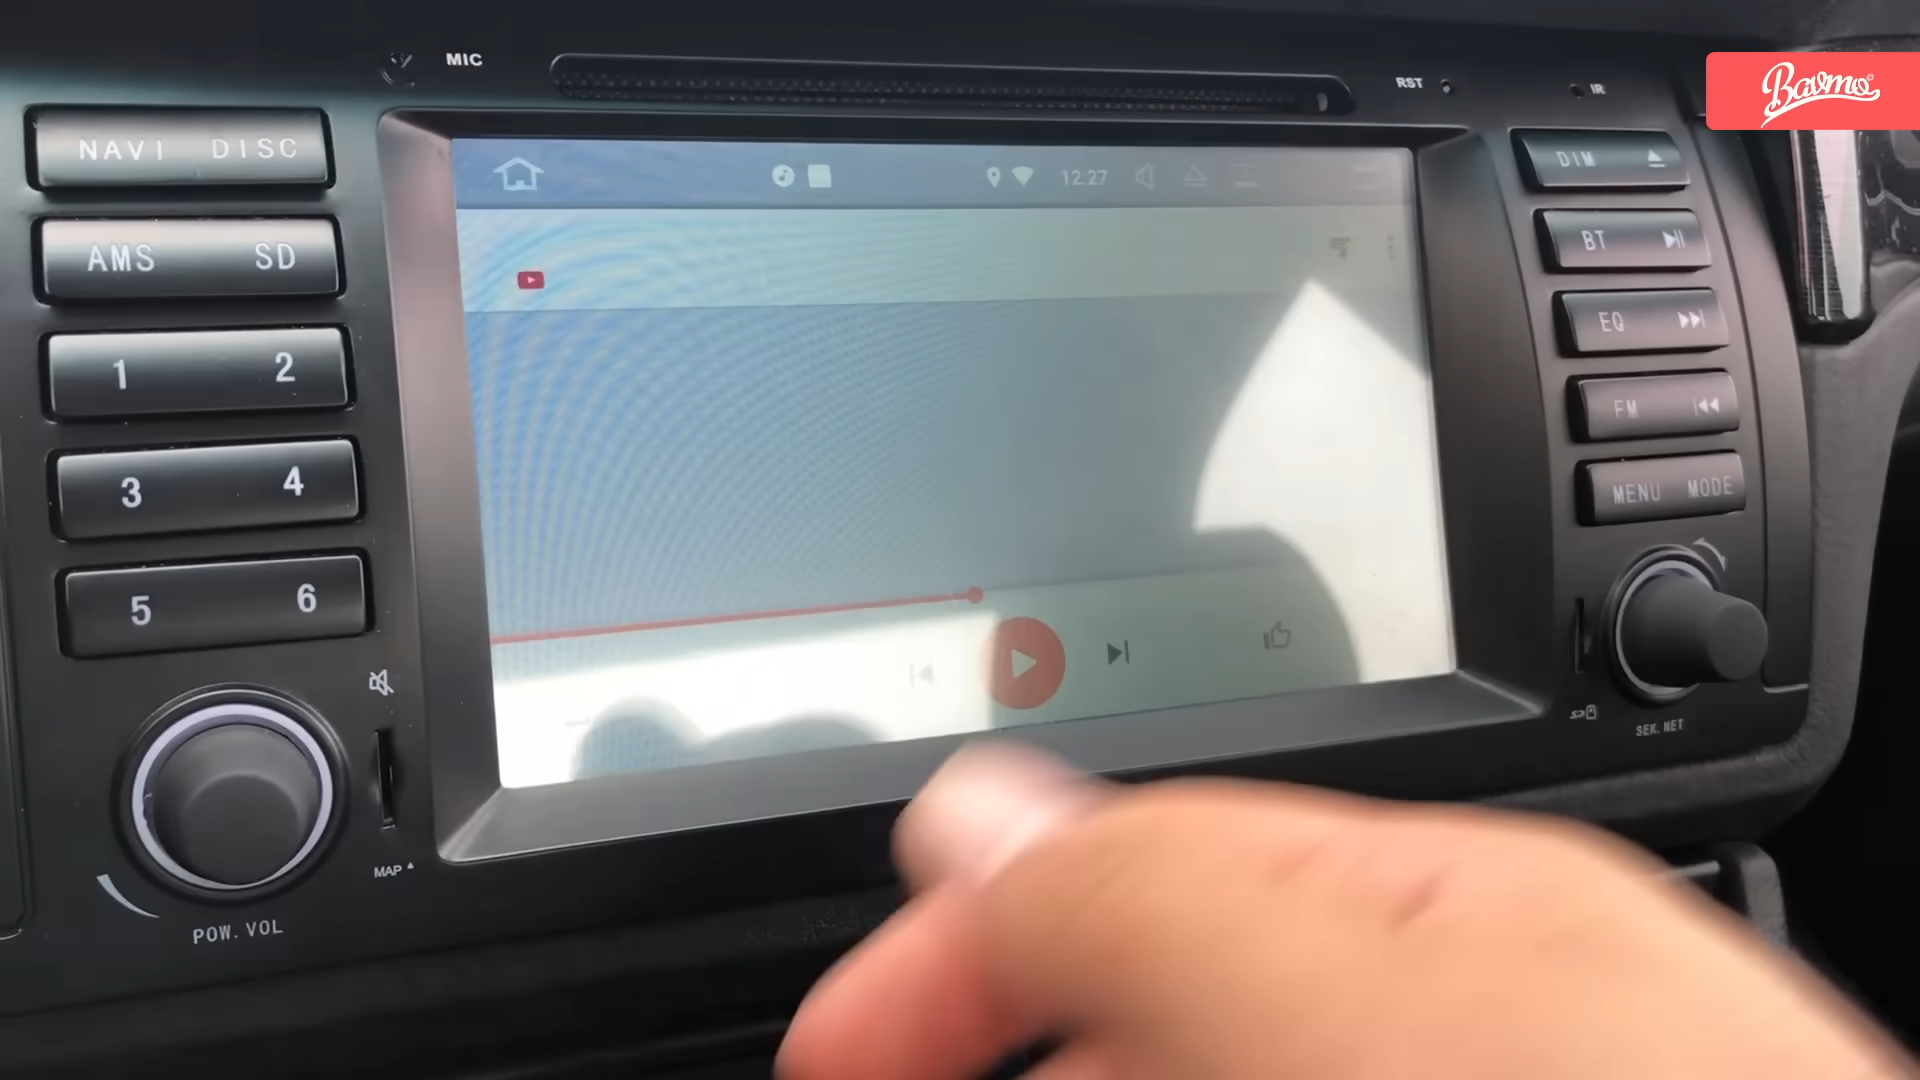 MIC
RST
IR
Bavmo
NAVI DISC
AMS SD
1 2
3 4
5 6
POW. VOL
MAP
12:27
DIM
BT
EQ
FM
MENU MODE
SEK. NET